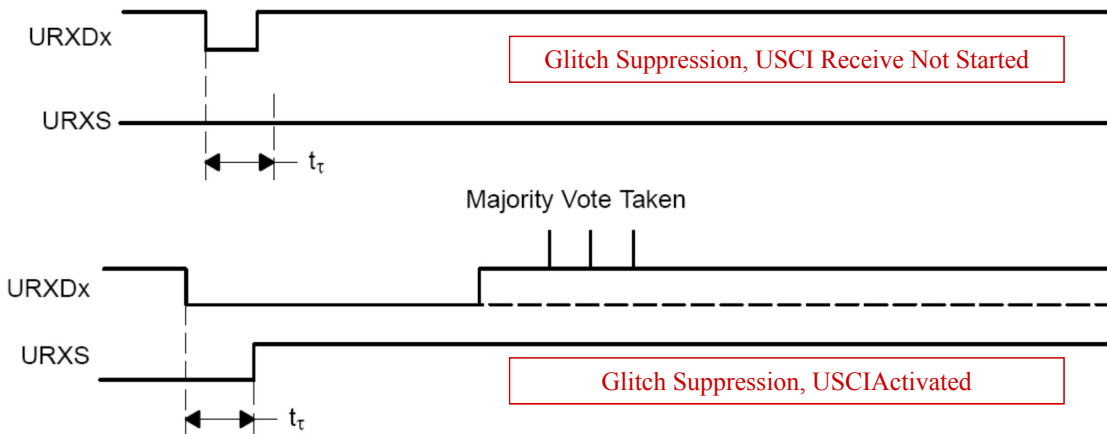 URXDx
Glitch Suppression, USCI Receive Not Started
URXS
tτ
Majority Vote Taken
URXDx
URXS
Glitch Suppression, USCIActivated
tτ